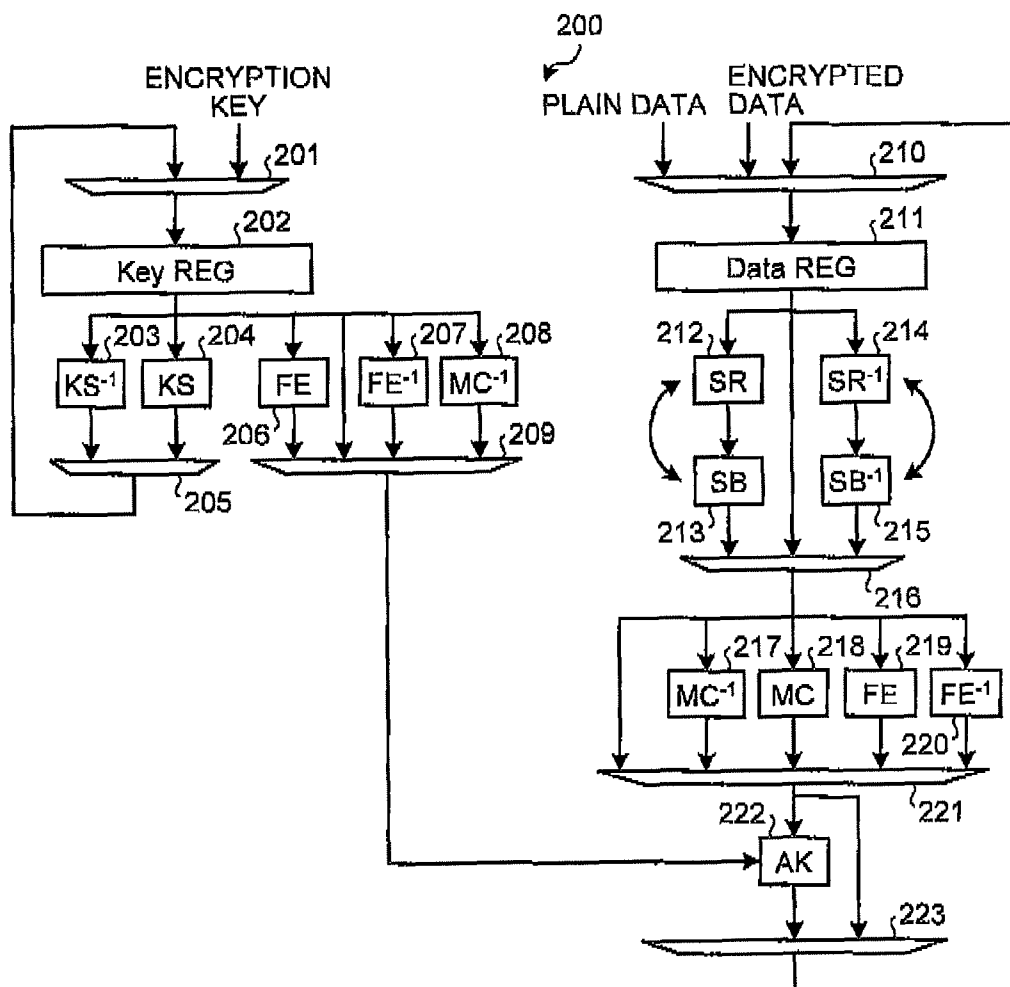 200
ENCRYPTION
KEY
PLAIN DATA
ENCRYPTED
DATA
201
210
202
211
Key REG
Data REG
203
204
207
208
212
214
KS-1
KS
FE
FE-1
MC-1
SR
SR-1
206
209
205
SB
SB-1
213
215
216
217
218
219
MC-1
MC
FE
FE-1
220
221
222
AK
223